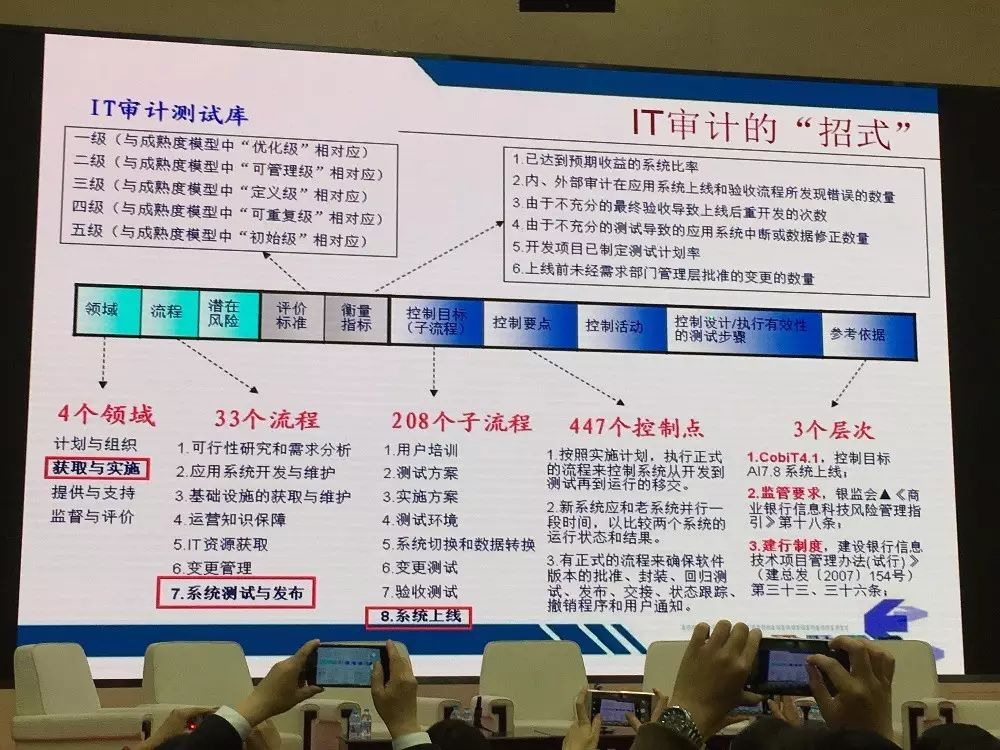 IT审计测试库
IT审计的“招式”
一级（与成熟度模型中“优化级”相对应）
二级（与成熟度模型中“可管理级”相对应）
三级（与成熟度模型中“定义级”相对应）
四级（与成熟度模型中“可重复级”相对应）
五级（与成熟度模型中“初始级”相对应）
1.已达到预期收益的系统比率
2.内、外部审计在应用系统上线和验收流程所发现错误的数量
3.由于不充分的最终验收导致上线后重开发的次数
4.由于不充分的测试导致的应用系统中断或数据修正数量
5.开发项目已制定测试计划率
6.上线前未经需求部门管理层批准的变更的数量
领域
流程
潜在
风险
评价
标准
衡量
指标
控制目标
（子流程）
控制要点
控制活动
控制设计/执行有效性
的测试步骤
参考依据
4个领域
计划与组织
获取与实施
提供与支持
监督与评价
33个流程
1.可行性研究和需求分析
2.应用系统开发与维护
3.基础设施的获取与维护
4.运营知识保障
5.IT资源获取
6.变更管理
7.系统测试与发布
208个子流程
1.用户培训
2.测试方案
3.实施方案
4.测试环境
5.系统切换和数据转换
6.变更测试
7.验收测试
8.系统上线
447个控制点
1.按照实施计划，执行正式
的流程来控制系统从开发到
测试再到运行的移交。
2.新系统应和老系统并行一
段时间，以比较两个系统的
运行状态和结果。
3.有正式的流程来确保软件
版本的批准、封装、回归测
试、发布、交接、状态跟踪、
撤销程序和用户通知。
3个层次
1.CobiT4.1，控制目标
AI7.8 系统上线；
2.监管要求，银监会▲《商
业银行信息科技风险管理指
引》第十八条；
3.建行制度，建设银行信息
技术项目管理办法(试行)》
（建总发〔2007〕154号）
第三十三、三十六条；